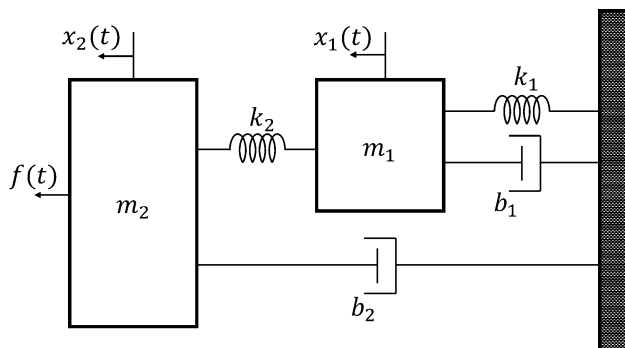 x₂(t)
x₁(t)
k₁
k₂
m₁
f(t)
m₂
b₁
b₂